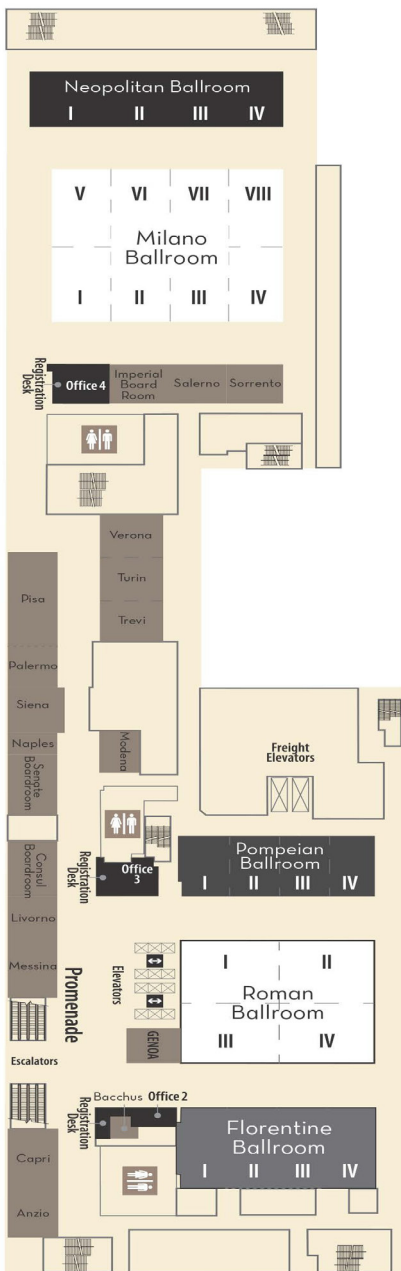 Neopolitan Ballroom
I II III IV
V VI VII VIII
Milano
Ballroom
I II III IV
Registration
Desk
Office 4
Imperial
Board
Room
Salerno
Sorrento
Verona
Turin
Trevi
Pisa
Palermo
Siena
Naples
Senate
Boardroom
Modena
Freight
Elevators
Consul
Boardroom
Registration
Desk
Office
3
Pompeian
Ballroom
I II III IV
Livorno
Messina
Promenade
Elevators
GENOA
I II
Roman
Ballroom
III IV
Escalators
Bacchus
Office 2
Registration
Desk
Florentine
Ballroom
I II III IV
Capri
Anzio